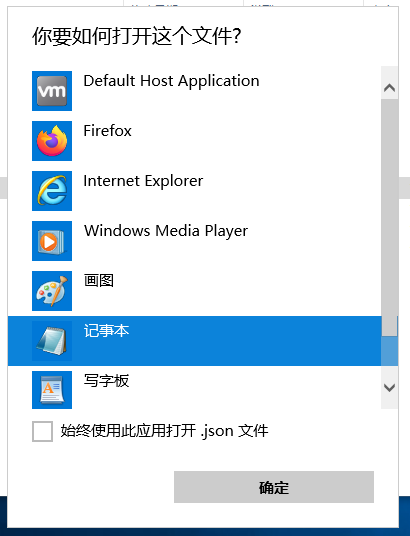 你要如何打开这个文件?
vm
Default Host Application
Firefox
Internet Explorer
Windows Media Player
画图
记事本
写字板
始终使用此应用打开 .json 文件
确定